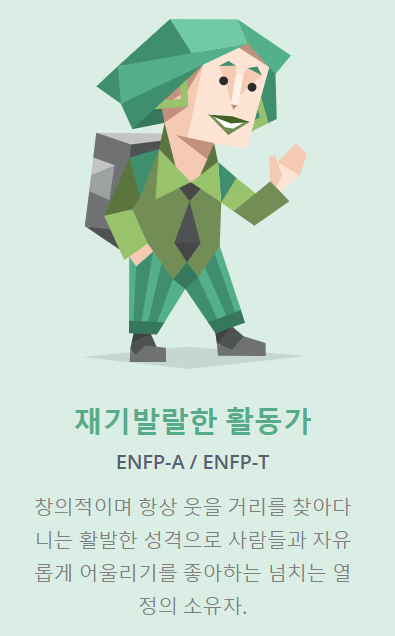 재기발랄한 활동가
ENFP-A / ENFP-T
창의적이며 항상 웃을 거리를 찾아다
니는 활발한 성격으로 사람들과 자유
롭게 어울리기를 좋아하는 넘치는 열
정의 소유자.